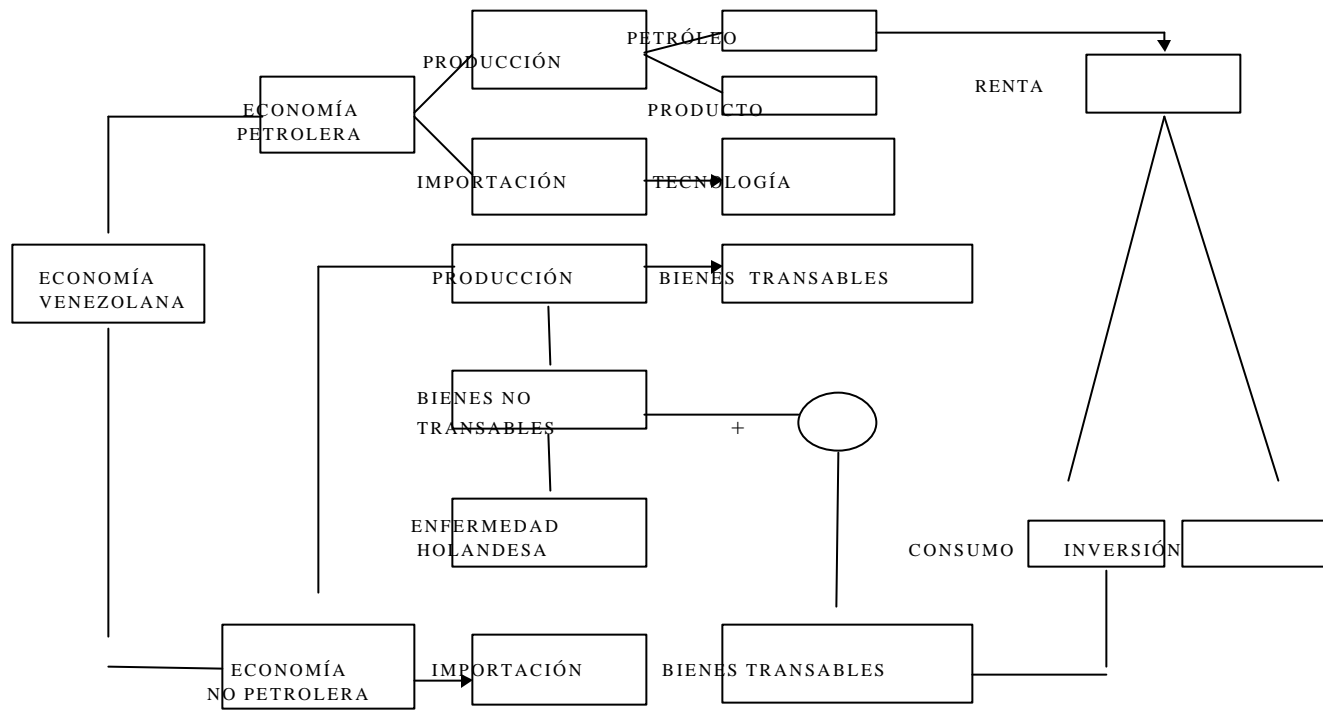 PETRÓLEO
PRODUCCIÓN
RENTA
ECONOMÍA
PETROLERA
PRODUCTO
IMPORTACIÓN
TECNOLOGÍA
ECONOMÍA
VENEZOLANA
PRODUCCIÓN
BIENES TRANSABLES
BIENES NO
TRANSABLES
+
ENFERMEDAD
HOLANDESA
CONSUMO
INVERSIÓN
ECONOMÍA
NO PETROLERA
IMPORTACIÓN
BIENES TRANSABLES